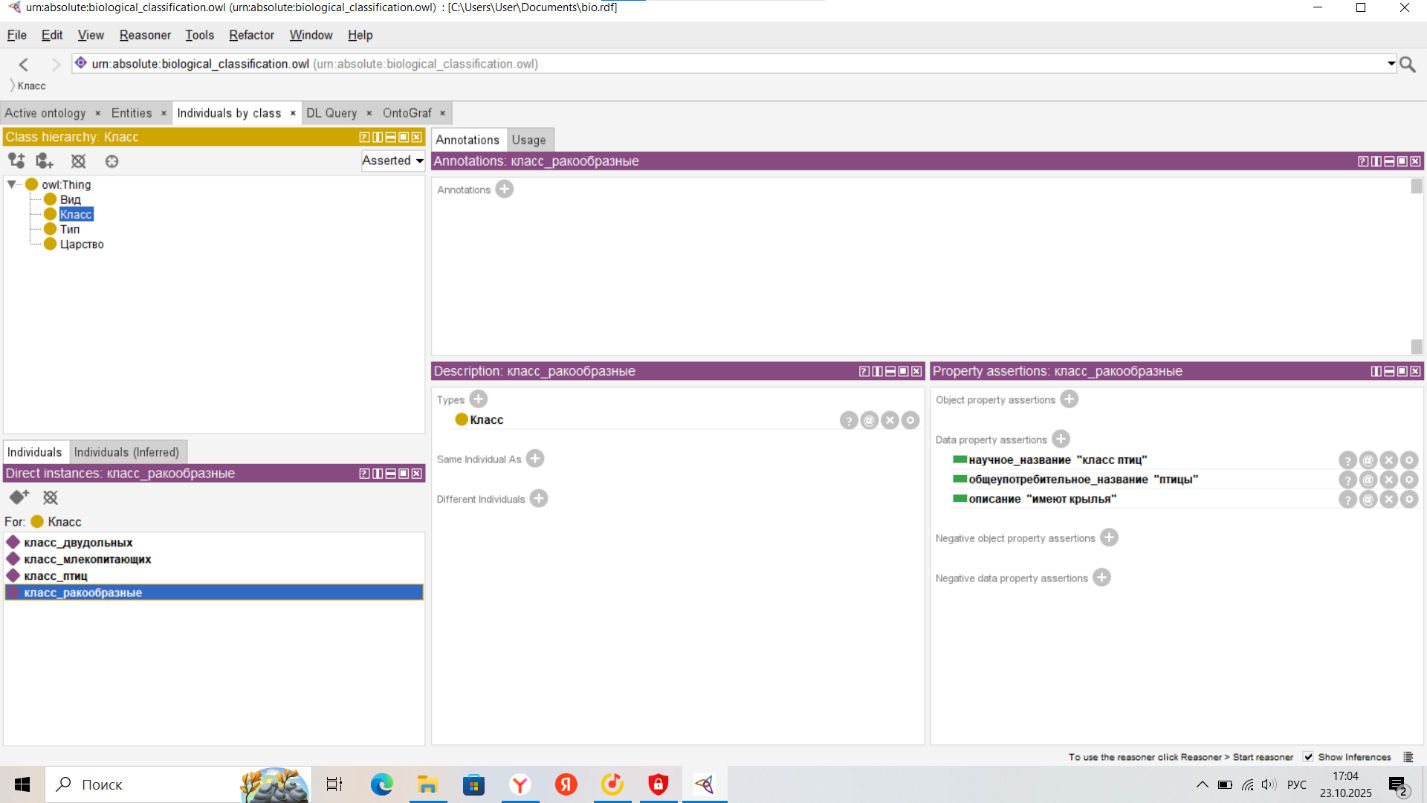 urn:absolute:biological_classification.owl (urn:absolute:biological_classification.owl) : [C:\Users\User\Documents\bio.rdf]
File Edit View Reasoner Tools Refactor Window Help
urn:absolute:biological_classification.owl (urn:absolute:biological_classification.owl)
Класс
Active ontology × Entities × Individuals by class × DL Query × OntoGraf ×
Class hierarchy: Класс
Asserted
owl:Thing
Вид
Класс
Тип
Царство
Individuals Individuals (Inferred)
Direct instances: класс_ракообразные
For: Класс
класс_двудольных
класс_млекопитающих
класс_птиц
класс_ракообразные
Annotations Usage
Annotations: класс_ракообразные
Annotations
Description: класс_ракообразные
Types
Класс
Same Individual As
Different Individuals
Property assertions: класс_ракообразные
Object property assertions
Data property assertions
научное_название "класс птиц"
общеупотребительное_название "птицы"
описание "имеют крылья"
Negative object property assertions
Negative data property assertions
To use the reasoner click Reasoner > Start reasoner Show Inferences
Поиск
РУС
17:04
23.10.2025
2